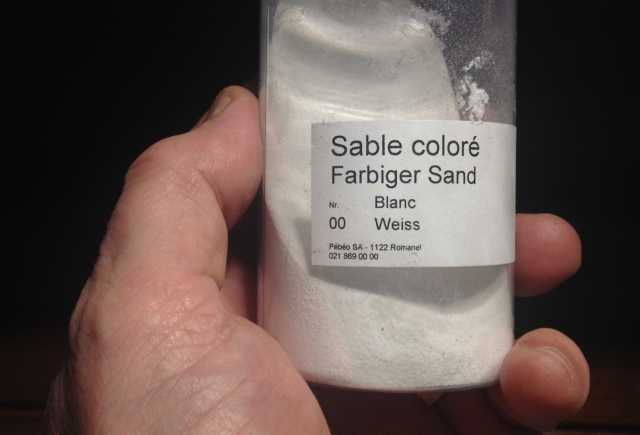 Sable coloré
Farbiger Sand
Nr. Blanc
00 Weiss
Pébéo SA - 1122 Romanel
021 869 00 00